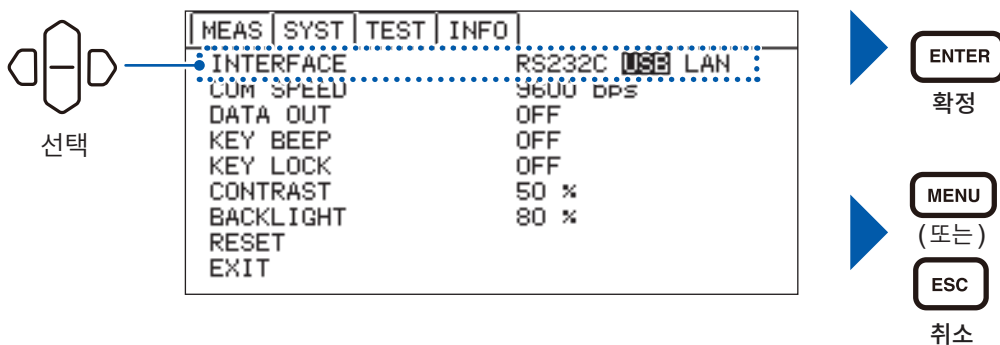 MEAS SYST TEST INFO
INTERFACE RS232C USB LAN
COM SPEED 9600 bps
DATA OUT OFF
KEY BEEP OFF
KEY LOCK OFF
CONTRAST 50 %
BACKLIGHT 80 %
RESET
EXIT
선택
ENTER
확정
MENU
(또는)
ESC
취소